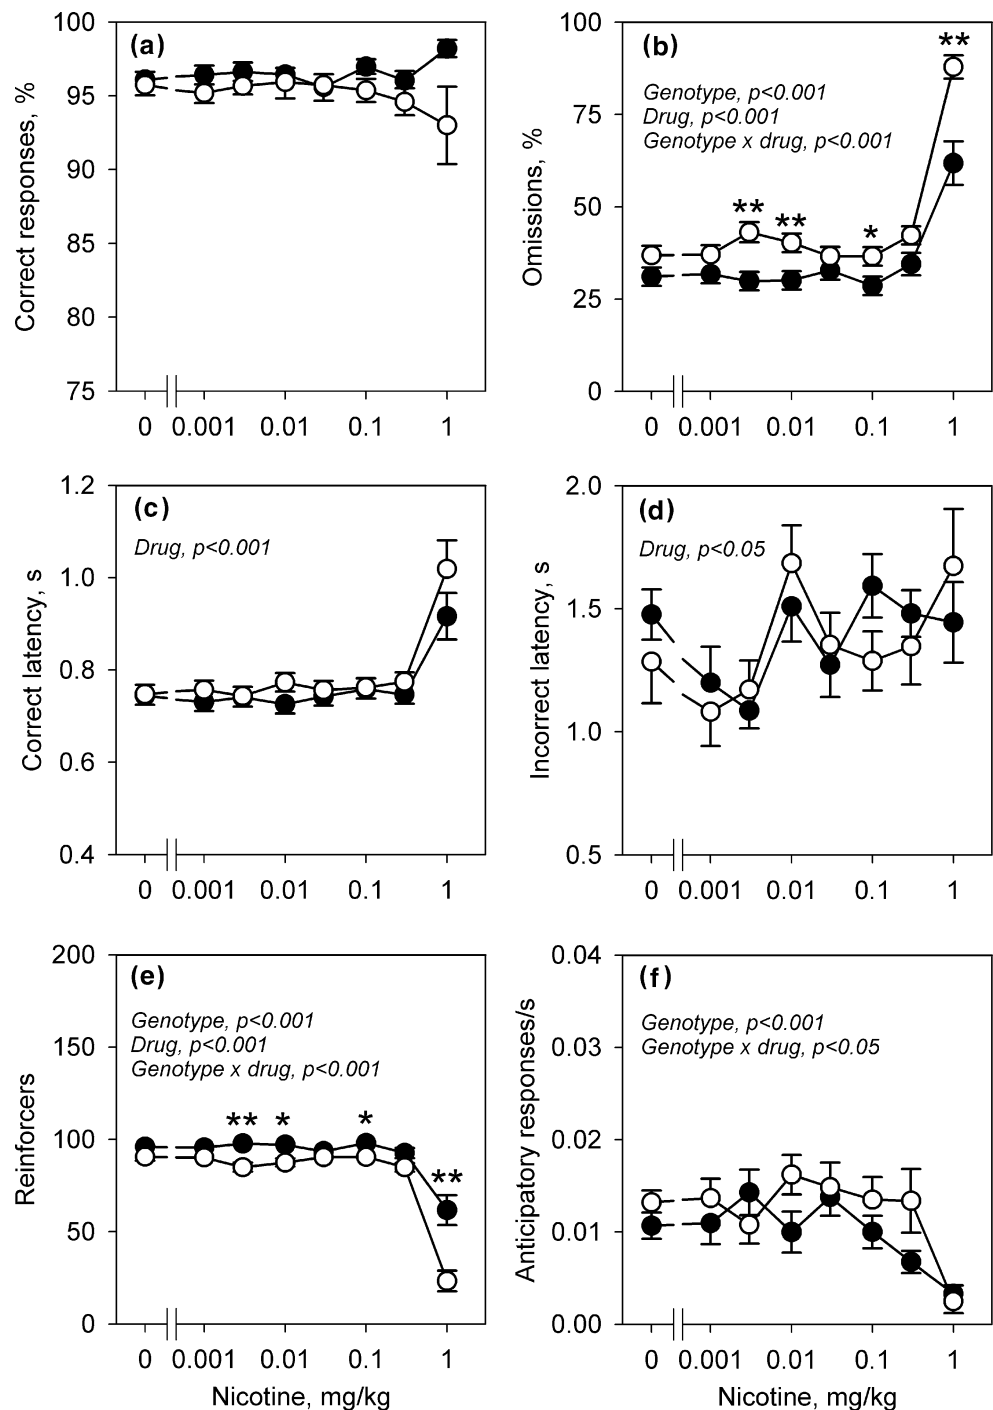 (a)
Correct responses, %
100
95
90
85
80
75
0 0.001 0.01 0.1 1
(b)
**
Genotype, p<0.001
Drug, p<0.001
Genotype x drug, p<0.001
** ** *
Omissions, %
100
75
50
25
0
0 0.001 0.01 0.1 1
(c)
Drug, p<0.001
Correct latency, s
1.2
1.0
0.8
0.6
0.4
0 0.001 0.01 0.1 1
(d)
Drug, p<0.05
Incorrect latency, s
2.0
1.5
1.0
0.5
0 0.001 0.01 0.1 1
(e)
Genotype, p<0.001
Drug, p<0.001
Genotype x drug, p<0.001
** * *
**
Reinforcers
200
150
100
50
0
0 0.001 0.01 0.1 1
Nicotine, mg/kg
(f)
Genotype, p<0.001
Genotype x drug, p<0.05
Anticipatory responses/s
0.04
0.03
0.02
0.01
0.00
0 0.001 0.01 0.1 1
Nicotine, mg/kg